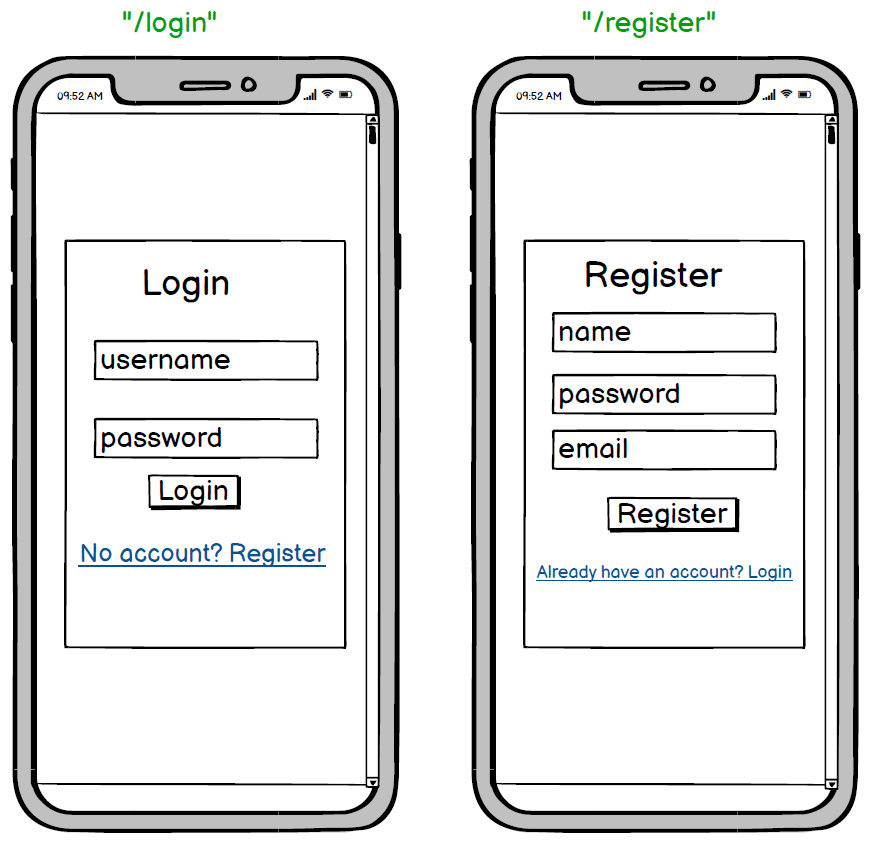 "/login"
09:52 AM
Login
username
password
Login
No account? Register
"/register"
09:52 AM
Register
name
password
email
Register
Already have an account? Login